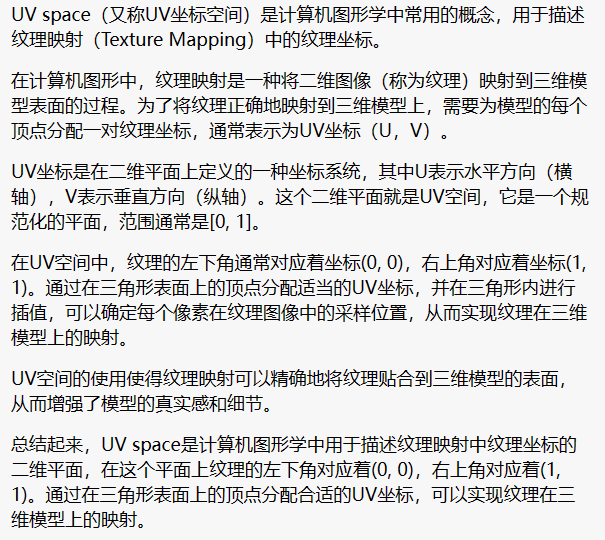 UV space（又称UV坐标空间）是计算机图形学中常用的概念，用于描述
纹理映射（Texture Mapping）中的纹理坐标。
在计算机图形中，纹理映射是一种将二维图像（称为纹理）映射到三维模
型表面的过程。为了将纹理正确地映射到三维模型上，需要为模型的每个
顶点分配一对纹理坐标，通常表示为UV坐标（U，V）。
UV坐标是在二维平面上定义的一种坐标系统，其中U表示水平方向（横
轴），V表示垂直方向（纵轴）。这个二维平面就是UV空间，它是一个规
范化的平面，范围通常是[0, 1]。
在UV空间中，纹理的左下角通常对应着坐标(0, 0)，右上角对应着坐标(1,
1)。通过在三角形表面上的顶点分配适当的UV坐标，并在三角形内进行
插值，可以确定每个像素在纹理图像中的采样位置，从而实现纹理在三维
模型上的映射。
UV空间的使用使得纹理映射可以精确地将纹理贴合到三维模型的表面，
从而增强了模型的真实感和细节。
总结起来，UV space是计算机图形学中用于描述纹理映射中纹理坐标的
二维平面，在这个平面上纹理的左下角对应着(0, 0)，右上角对应着(1,
1)。通过在三角形表面上的顶点分配合适的UV坐标，可以实现纹理在三
维模型上的映射。